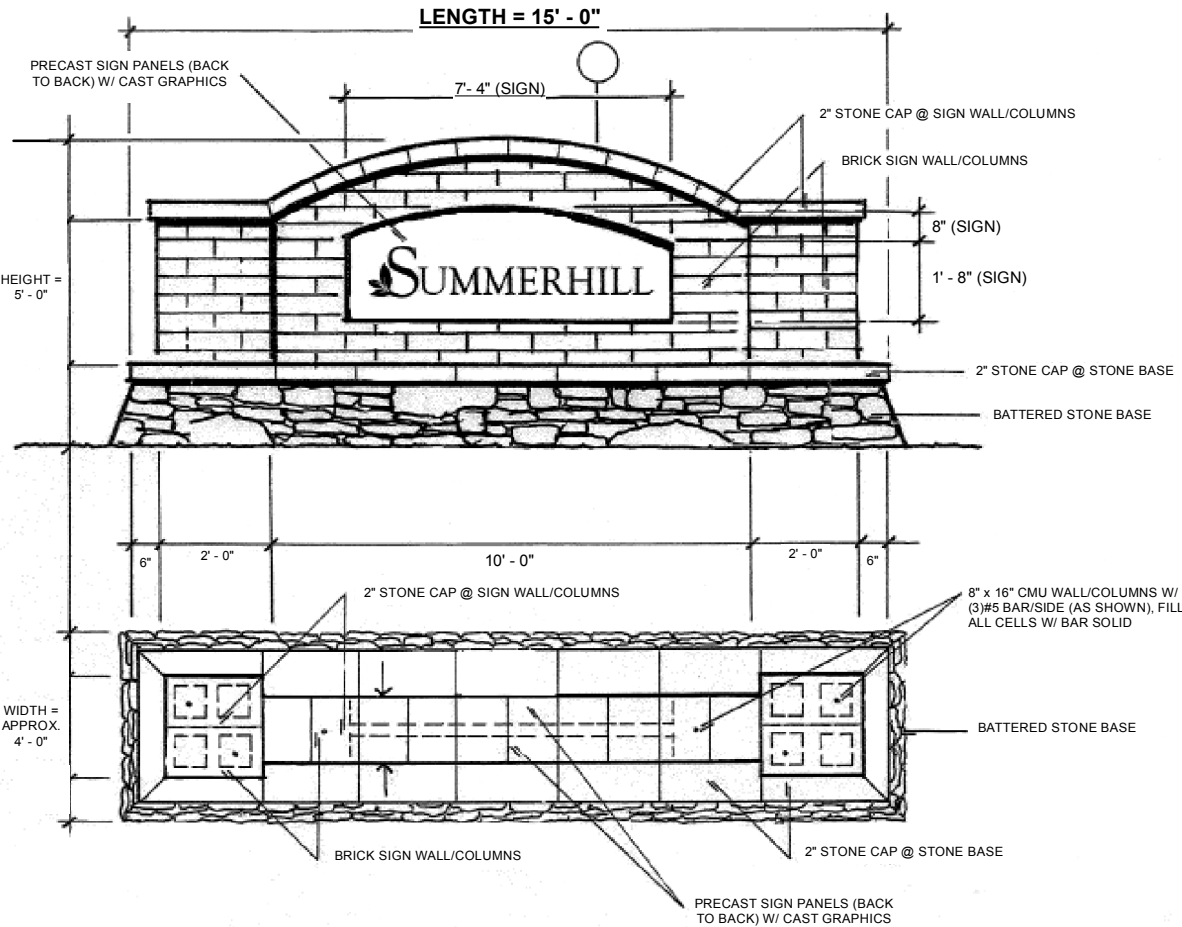 LENGTH = 15' - 0"
PRECAST SIGN PANELS (BACK
TO BACK) W/ CAST GRAPHICS
7'- 4" (SIGN)
2" STONE CAP @ SIGN WALL/COLUMNS
BRICK SIGN WALL/COLUMNS
8" (SIGN)
1' - 8" (SIGN)
HEIGHT =
5' - 0"
SUMMERHILL
2" STONE CAP @ STONE BASE
BATTERED STONE BASE
6"
2' - 0"
10' - 0"
2' - 0"
6"
2" STONE CAP @ SIGN WALL/COLUMNS
8" x 16" CMU WALL/COLUMNS W/
(3)#5 BAR/SIDE (AS SHOWN), FILL
ALL CELLS W/ BAR SOLID
WIDTH =
APPROX.
4' - 0"
BATTERED STONE BASE
BRICK SIGN WALL/COLUMNS
2" STONE CAP @ STONE BASE
PRECAST SIGN PANELS (BACK
TO BACK) W/ CAST GRAPHICS